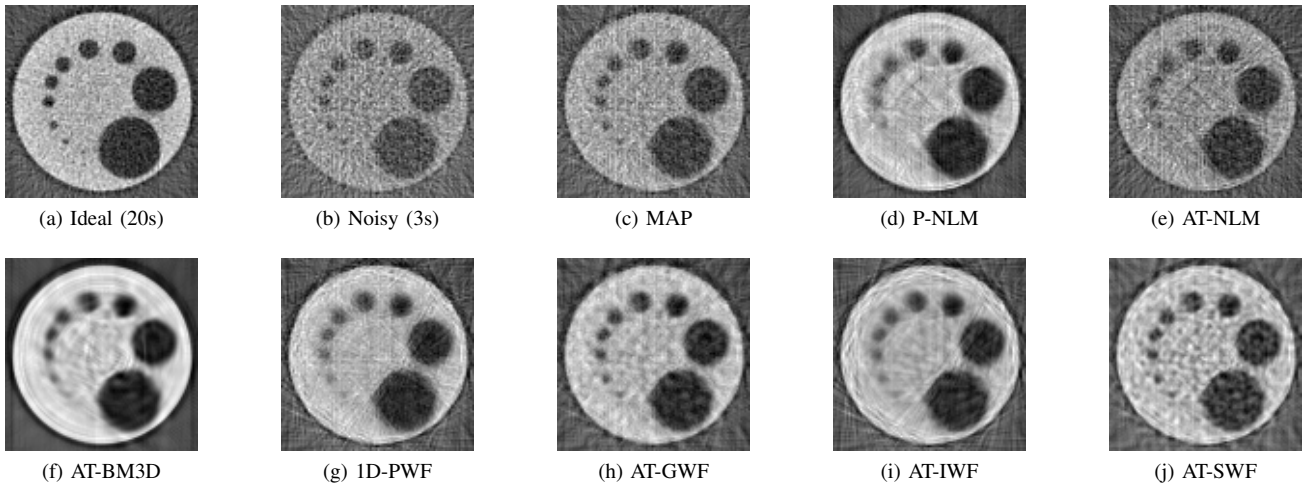 (a) Ideal (20s)
(b) Noisy (3s)
(c) MAP
(d) P-NLM
(e) AT-NLM
(f) AT-BM3D
(g) 1D-PWF
(h) AT-GWF
(i) AT-IWF
(j) AT-SWF